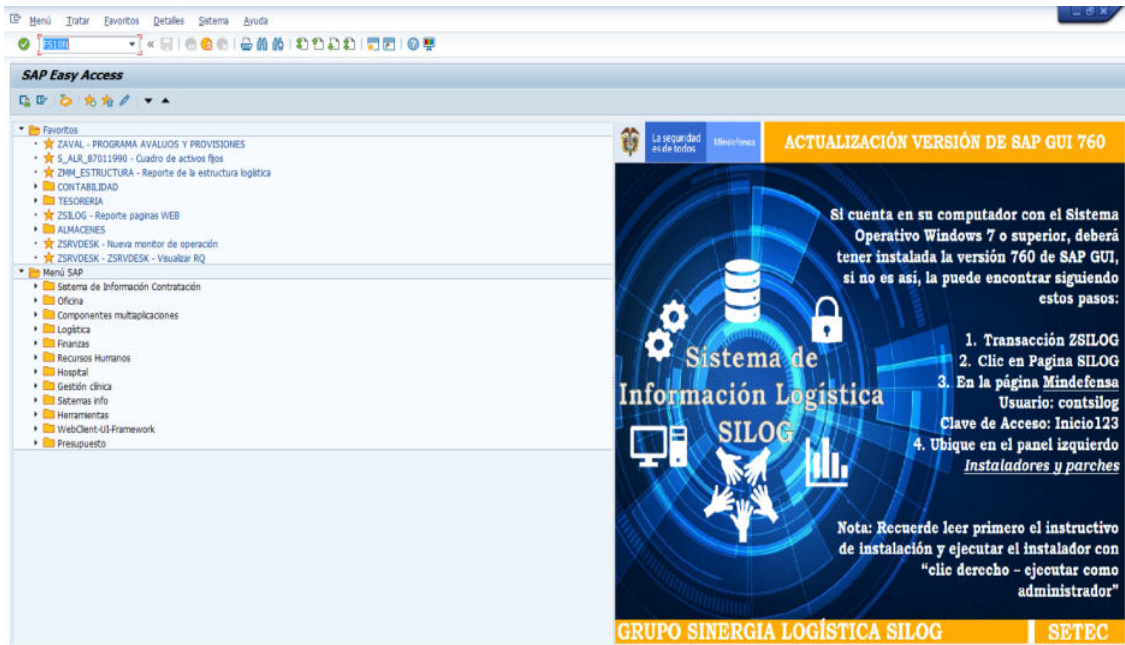 Menú Tratar Favoritos Detalles Sistema Ayuda
FS10N
SAP Easy Access
Favoritos
ZAVAL - PROGRAMA AVALUOS Y PROVISIONES
S_ALR_87011990 - Cuadro de activos fijos
ZMM_ESTRUCTURA - Reporte de la estructura logística
CONTABILIDAD
TESORERIA
ZSILOG - Reporte paginas WEB
ALMACENES
ZSRVDESK - Nueva monitor de operación
ZSRVDESK - ZSRVDESK - Visualizar RQ
Menú SAP
Sistema de Información Contratación
Oficina
Componentes multiaplicaciones
Logística
Finanzas
Recursos Humanos
Hospital
Gestión clínica
Sistemas info
Herramientas
WebClient-UI-Framework
Presupuesto
La seguridad
es de todos
Mindefensa
ACTUALIZACIÓN VERSIÓN DE SAP GUI 760
Si cuenta en su computador con el Sistema
Operativo Windows 7 o superior, deberá
tener instalada la versión 760 de SAP GUI,
si no es así, la puede encontrar siguiendo
estos pasos:
1. Transacción ZSILOG
2. Clic en Pagina SILOG
3. En la página Mindefensa
Usuario: contsilog
Clave de Acceso: Inicio123
4. Ubique en el panel izquierdo
Instaladores y parches
Sistema de
Información Logística
SILOG
Nota: Recuerde leer primero el instructivo
de instalación y ejecutar el instalador con
“clic derecho – ejecutar como
administrador”
GRUPO SINERGIA LOGÍSTICA SILOG
SETEC